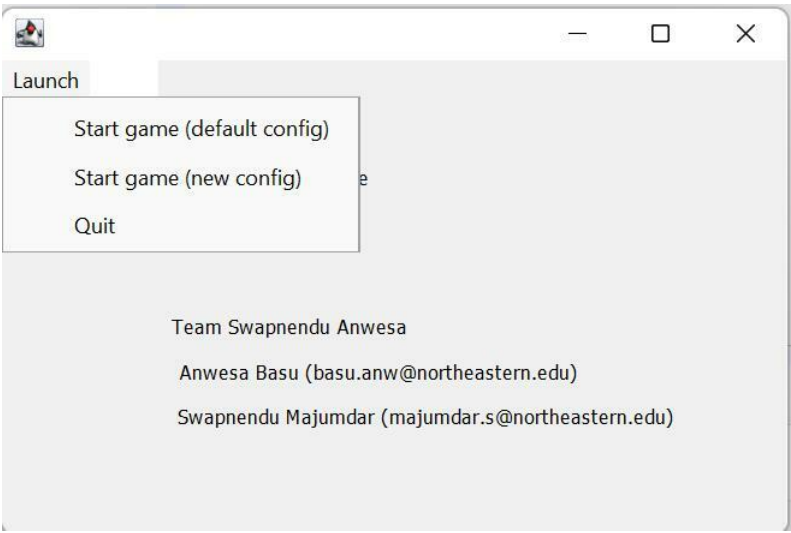 Launch
Start game (default config)
Start game (new config)
Quit
Team Swapnendu Anwesa
Anwesa Basu (basu.anw@northeastern.edu)
Swapnendu Majumdar (majumdar.s@northeastern.edu)